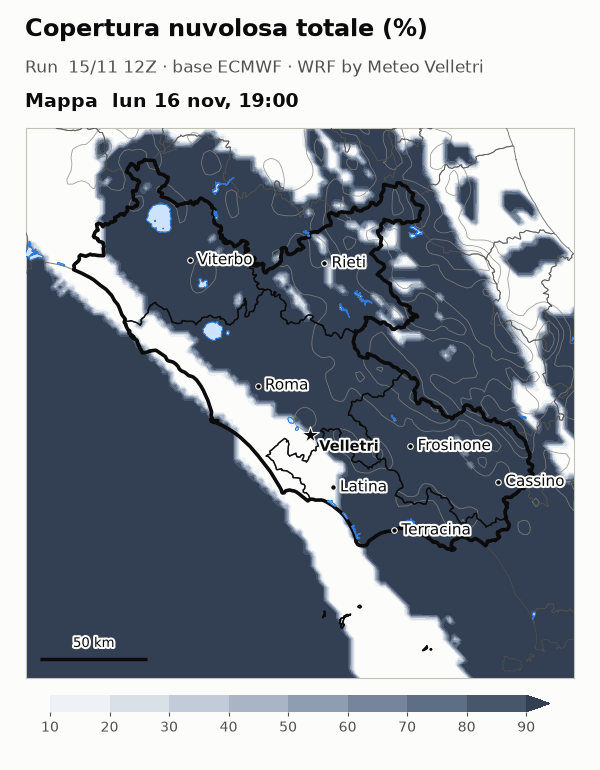 Copertura nuvolosa totale (%)
Run  15/11 12Z · base ECMWF · WRF by Meteo Velletri
Mappa  lun 16 nov, 19:00
Viterbo
Rieti
Roma
Velletri
Frosinone
Latina
Cassino
Terracina
50 km
10 20 30 40 50 60 70 80 90